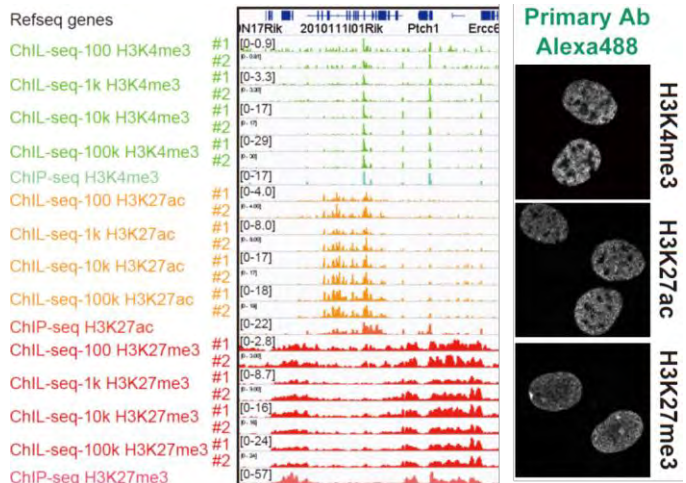 Refseq genes
0N17Rik 2010111I01Rik Ptch1 Ercc6
ChIL-seq-100 H3K4me3 #1 [0-0.9]
#2
ChIL-seq-1k H3K4me3 #1 [0-3.3]
#2
ChIL-seq-10k H3K4me3 #1 [0-17]
#2
ChIL-seq-100k H3K4me3 #1 [0-29]
#2
ChIP-seq H3K4me3 [0-17]
ChIL-seq-100 H3K27ac #1 [0-4.0]
#2
ChIL-seq-1k H3K27ac #1 [0-8.0]
#2
ChIL-seq-10k H3K27ac #1 [0-17]
#2
ChIL-seq-100k H3K27ac #1 [0-18]
#2
ChIP-seq H3K27ac [0-22]
ChIL-seq-100 H3K27me3 #1 [0-2.8]
#2
ChIL-seq-1k H3K27me3 #1 [0-8.7]
#2
ChIL-seq-10k H3K27me3 #1 [0-16]
#2
ChIL-seq-100k H3K27me3 #1 [0-24]
#2
ChIP-seq H3K27me3 [0-57]
Primary Ab
Alexa488
H3K4me3
H3K27ac
H3K27me3